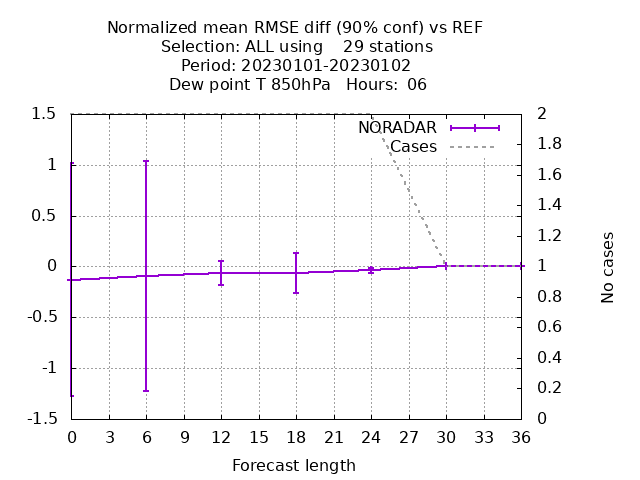 Normalized mean RMSE diff (90% conf) vs REF
Selection: ALL using    29 stations
Period: 20230101-20230102
Dew point T 850hPa   Hours:  06
NORADAR
Cases
1.5
1
0.5
0
-0.5
-1
-1.5
2
1.8
1.6
1.4
1.2
1
0.8
0.6
0.4
0.2
0
No cases
0 3 6 9 12 15 18 21 24 27 30 33 36
Forecast length